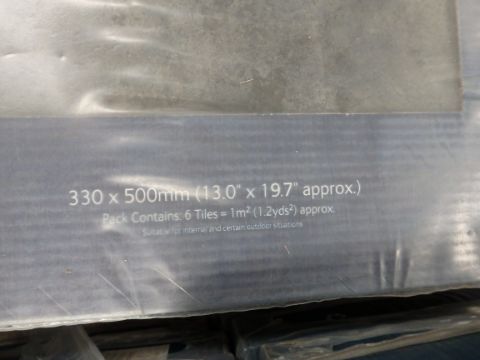 330 x 500mm (13.0" x 19.7" approx.)
Pack Contains: 6 Tiles = 1m² (1.2yds²) approx.
Suitable for internal and certain outdoor situations